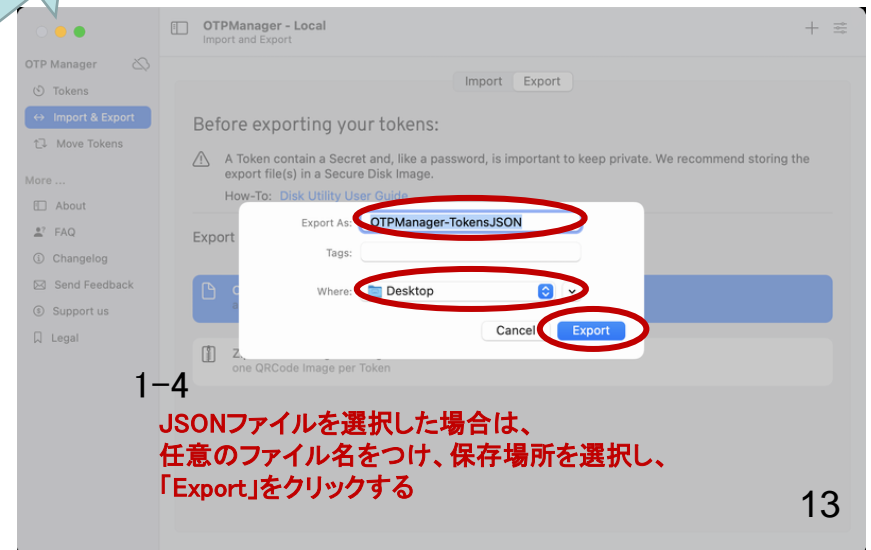 OTPManager - Local
Import and Export
OTP Manager
Tokens
Import & Export
Move Tokens
More ...
About
FAQ
Changelog
Send Feedback
Support us
Legal
Import Export
Before exporting your tokens:
A Token contain a Secret and, like a password, is important to keep private. We recommend storing the
export file(s) in a Secure Disk Image.
How-To: Disk Utility User Guide
Export
Export As: OTPManager-TokensJSON
Tags:
Where: Desktop
Cancel Export
one QRCode Image per Token
1-4
JSONファイルを選択した場合は、
任意のファイル名をつけ、保存場所を選択し、
「Export」をクリックする
13